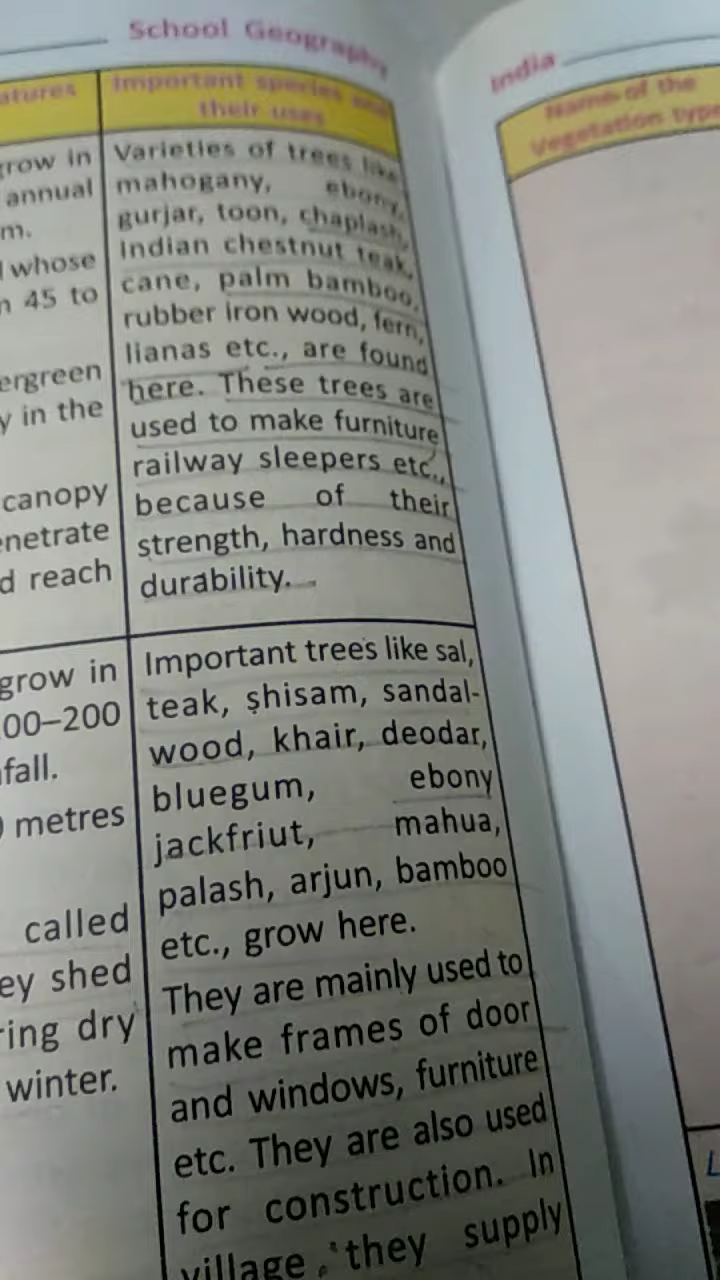 School Geography
atures
Important species and
their uses
grow in
annual
m.
whose
45 to
ergreen
y in the
canopy
enetrate
d reach
Varieties of trees like
mahogany, ebony,
gurjar, toon, chaplash,
Indian chestnut teak,
cane, palm bamboo,
rubber iron wood, fern,
lianas etc., are found
here. These trees are
used to make furniture
railway sleepers etc.,
because of their
strength, hardness and
durability.
grow in
00–200
fall.
metres
called
ey shed
ring dry
winter.
Important trees like sal,
teak, shisam, sandal-
wood, khair, deodar,
bluegum, ebony
jackfriut, mahua,
palash, arjun, bamboo
etc., grow here.
They are mainly used to
make frames of door
and windows, furniture
etc. They are also used
for construction. In
village, they supply
India
Name of the
Vegetation type
L